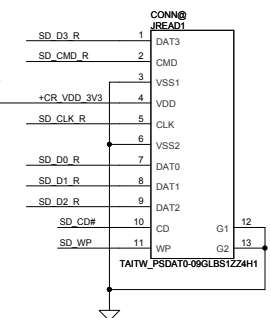 CONN@
JREAD1
SD_D3_R 1 DAT3
SD_CMD_R 2 CMD
3 VSS1
+CR_VDD_3V3 4 VDD
SD_CLK_R 5 CLK
6 VSS2
SD_D0_R 7 DAT0
SD_D1_R 8 DAT1
SD_D2_R 9 DAT2
SD_CD# 10 CD G1 12
SD_WP 11 WP G2 13
TAITW_PSDAT0-09GLBS1ZZ4H1